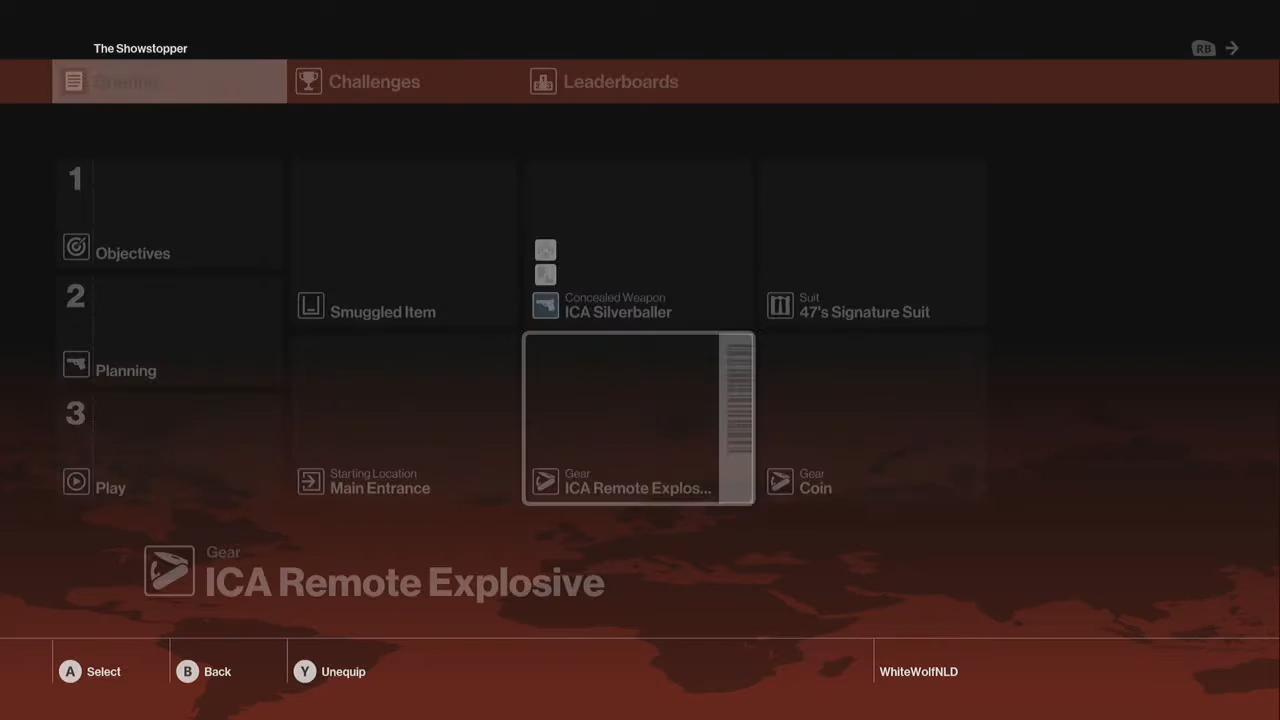 The Showstopper
RB
Briefing
Challenges
Leaderboards
1
Objectives
2
Planning
3
Play
Smuggled Item
Concealed Weapon
ICA Silverballer
Suit
47's Signature Suit
Starting Location
Main Entrance
Gear
ICA Remote Explos...
Gear
Coin
Gear
ICA Remote Explosive
A Select
B Back
Y Unequip
WhiteWolfNLD